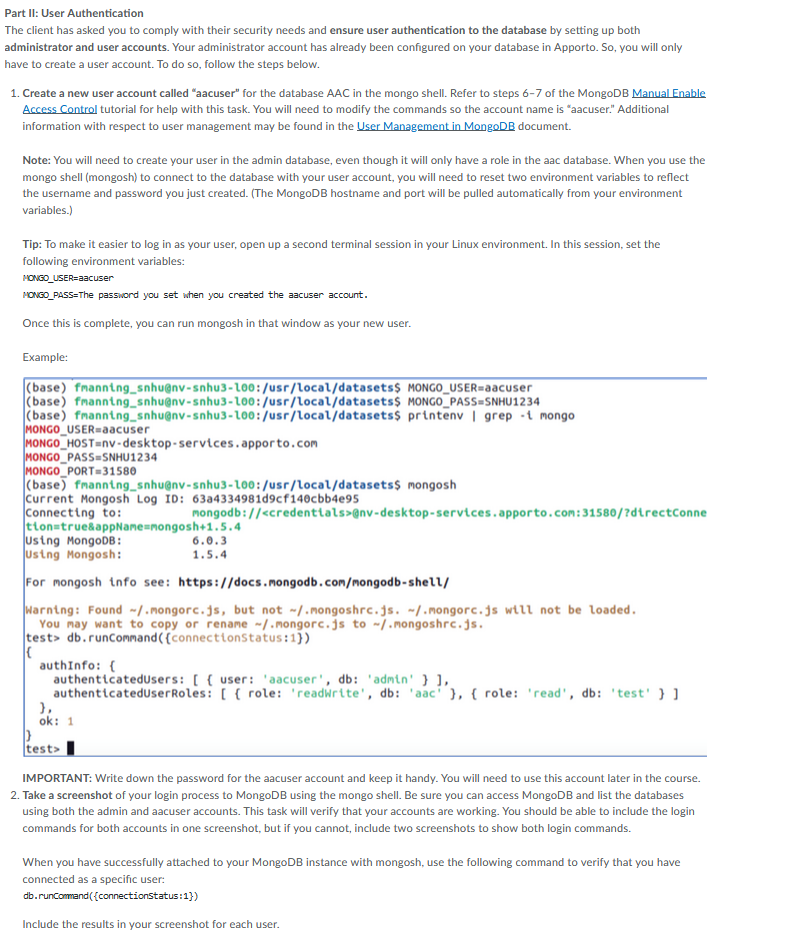 Part II: User Authentication
The client has asked you to comply with their security needs and ensure user authentication to the database by setting up both
administrator and user accounts. Your administrator account has already been configured on your database in Apporto. So, you will only
have to create a user account. To do so, follow the steps below.
1. Create a new user account called "aacuser" for the database AAC in the mongo shell. Refer to steps 6–7 of the MongoDB Manual Enable
Access Control tutorial for help with this task. You will need to modify the commands so the account name is "aacuser." Additional
information with respect to user management may be found in the User Management in MongoDB document.
Note: You will need to create your user in the admin database, even though it will only have a role in the aac database. When you use the
mongo shell (mongosh) to connect to the database with your user account, you will need to reset two environment variables to reflect
the username and password you just created. (The MongoDB hostname and port will be pulled automatically from your environment
variables.)
Tip: To make it easier to log in as your user, open up a second terminal session in your Linux environment. In this session, set the
following environment variables:
MONGO_USER=aacuser
MONGO_PASS=The password you set when you created the aacuser account.
Once this is complete, you can run mongosh in that window as your new user.
Example:
(base) fmanning_snhu@nv-snhu3-l00:/usr/local/datasets$ MONGO_USER=aacuser
(base) fmanning_snhu@nv-snhu3-l00:/usr/local/datasets$ MONGO_PASS=SNHU1234
(base) fmanning_snhu@nv-snhu3-l00:/usr/local/datasets$ printenv | grep -i mongo
MONGO_USER=aacuser
MONGO_HOST=nv-desktop-services.apporto.com
MONGO_PASS=SNHU1234
MONGO_PORT=31580
(base) fmanning_snhu@nv-snhu3-l00:/usr/local/datasets$ mongosh
Current Mongosh Log ID: 63a4334981d9cf140cbb4e95
Connecting to: mongodb://<credentials>@nv-desktop-services.apporto.com:31580/?directConne
tion=true&appName=mongosh+1.5.4
Using MongoDB: 6.0.3
Using Mongosh: 1.5.4
For mongosh info see: https://docs.mongodb.com/mongodb-shell/
Warning: Found ~/.mongorc.js, but not ~/.mongoshrc.js. ~/.mongorc.js will not be loaded.
You may want to copy or rename ~/.mongorc.js to ~/.mongoshrc.js.
test> db.runCommand({connectionStatus:1})
{
authInfo: {
authenticatedUsers: [ { user: 'aacuser', db: 'admin' } ],
authenticatedUserRoles: [ { role: 'readWrite', db: 'aac' }, { role: 'read', db: 'test' } ]
},
ok: 1
}
test>
IMPORTANT: Write down the password for the aacuser account and keep it handy. You will need to use this account later in the course.
2. Take a screenshot of your login process to MongoDB using the mongo shell. Be sure you can access MongoDB and list the databases
using both the admin and aacuser accounts. This task will verify that your accounts are working. You should be able to include the login
commands for both accounts in one screenshot, but if you cannot, include two screenshots to show both login commands.
When you have successfully attached to your MongoDB instance with mongosh, use the following command to verify that you have
connected as a specific user:
db.runCommand({connectionStatus:1})
Include the results in your screenshot for each user.